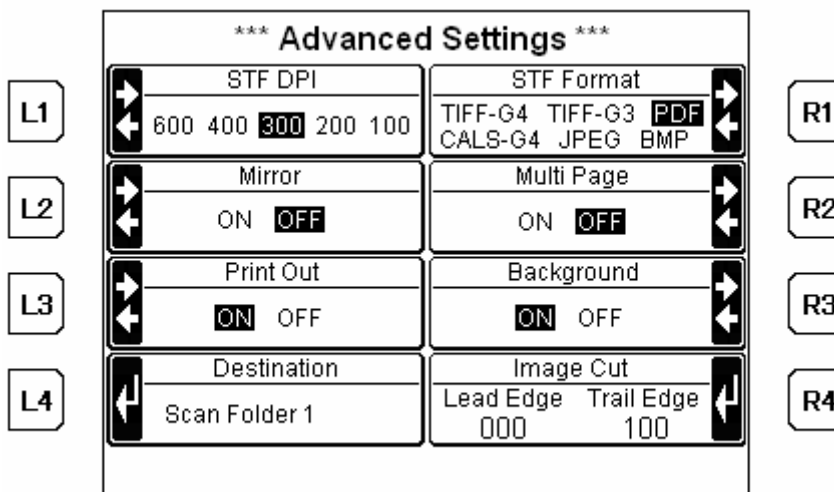 *** Advanced Settings ***
L1
STF DPI
600 400 300 200 100
STF Format
TIFF-G4 TIFF-G3 PDF
CALS-G4 JPEG BMP
R1
L2
Mirror
ON OFF
Multi Page
ON OFF
R2
L3
Print Out
ON OFF
Background
ON OFF
R3
L4
Destination
Scan Folder 1
Image Cut
Lead Edge Trail Edge
000 100
R4